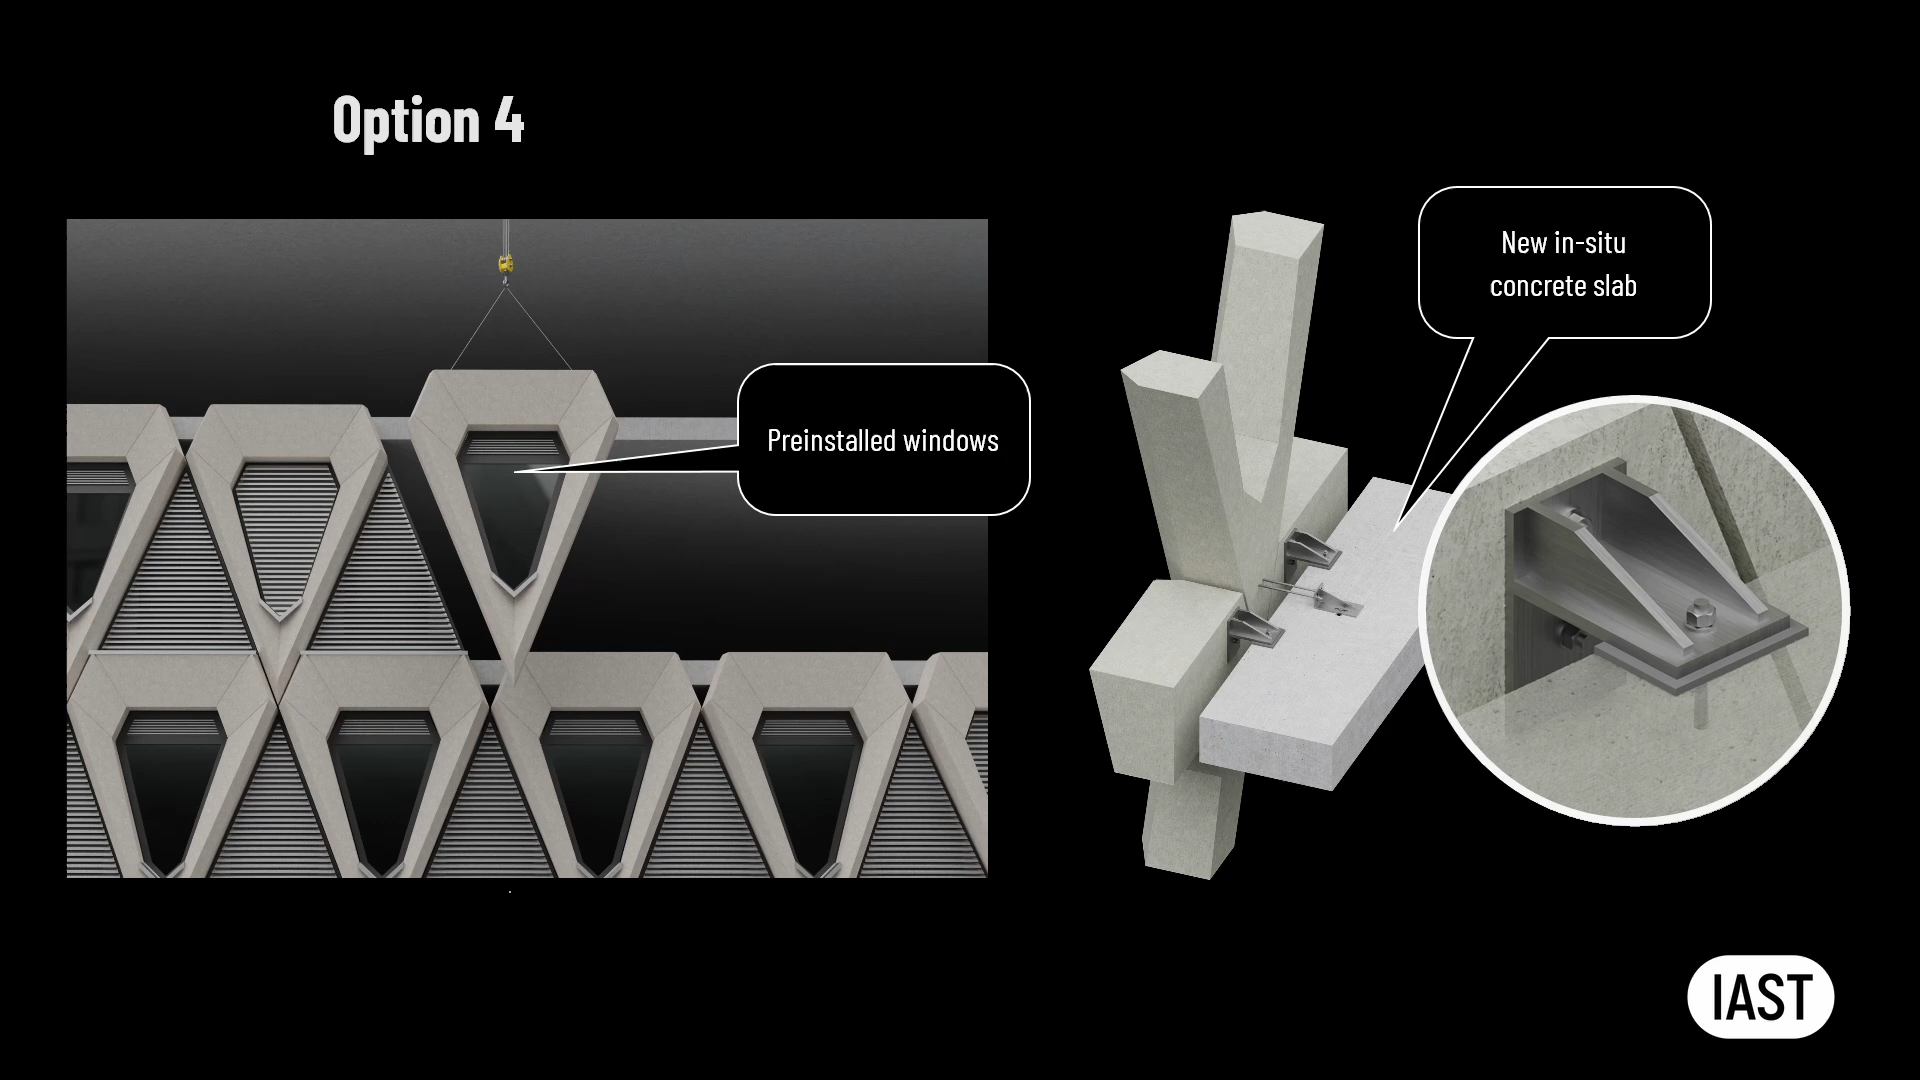 Option 4
Preinstalled windows
New in-situ
concrete slab
IAST